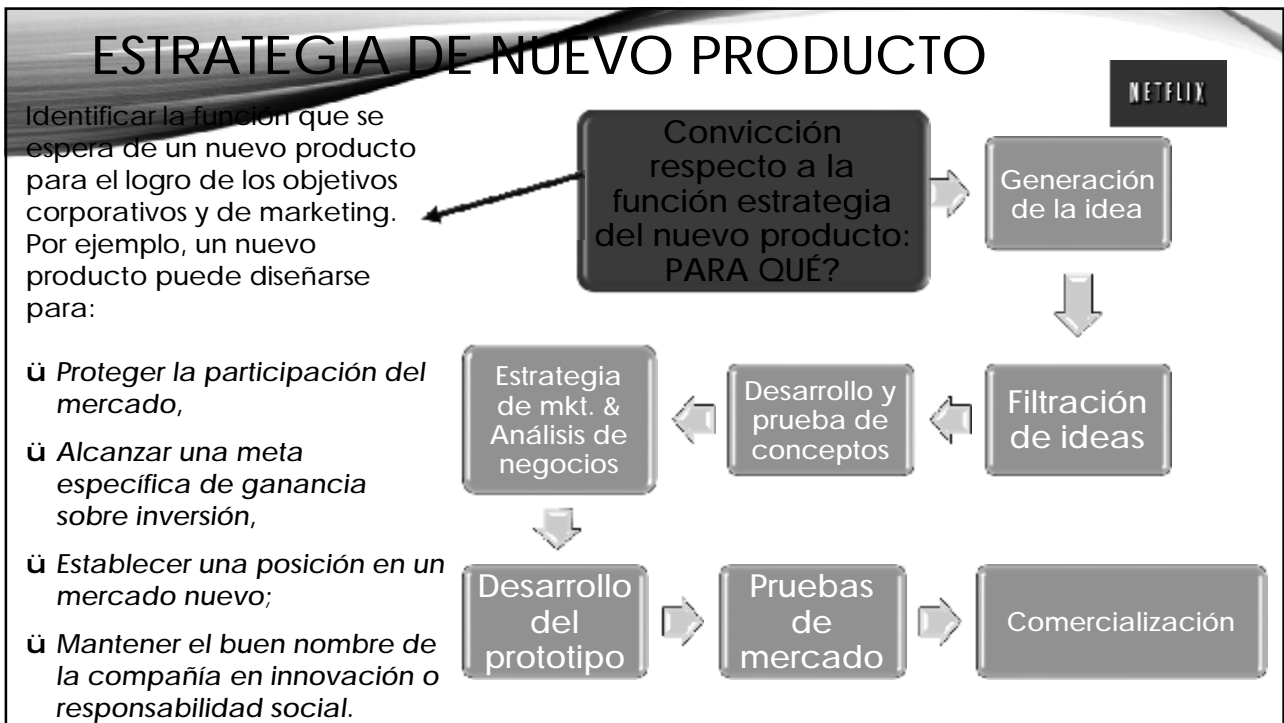 ESTRATEGIA DE NUEVO PRODUCTO
NETFLIX
Identificar la función que se
espera de un nuevo producto
para el logro de los objetivos
corporativos y de marketing.
Por ejemplo, un nuevo
producto puede diseñarse
para:
ü Proteger la participación del
mercado,
ü Alcanzar una meta
específica de ganancia
sobre inversión,
ü Establecer una posición en un
mercado nuevo;
ü Mantener el buen nombre de
la compañía en innovación o
responsabilidad social.
Convicción
respecto a la
función estrategia
del nuevo producto:
PARA QUÉ?
Generación
de la idea
Filtración
de ideas
Desarrollo y
prueba de
conceptos
Estrategia
de mkt. &
Análisis de
negocios
Desarrollo
del
prototipo
Pruebas
de
mercado
Comercialización